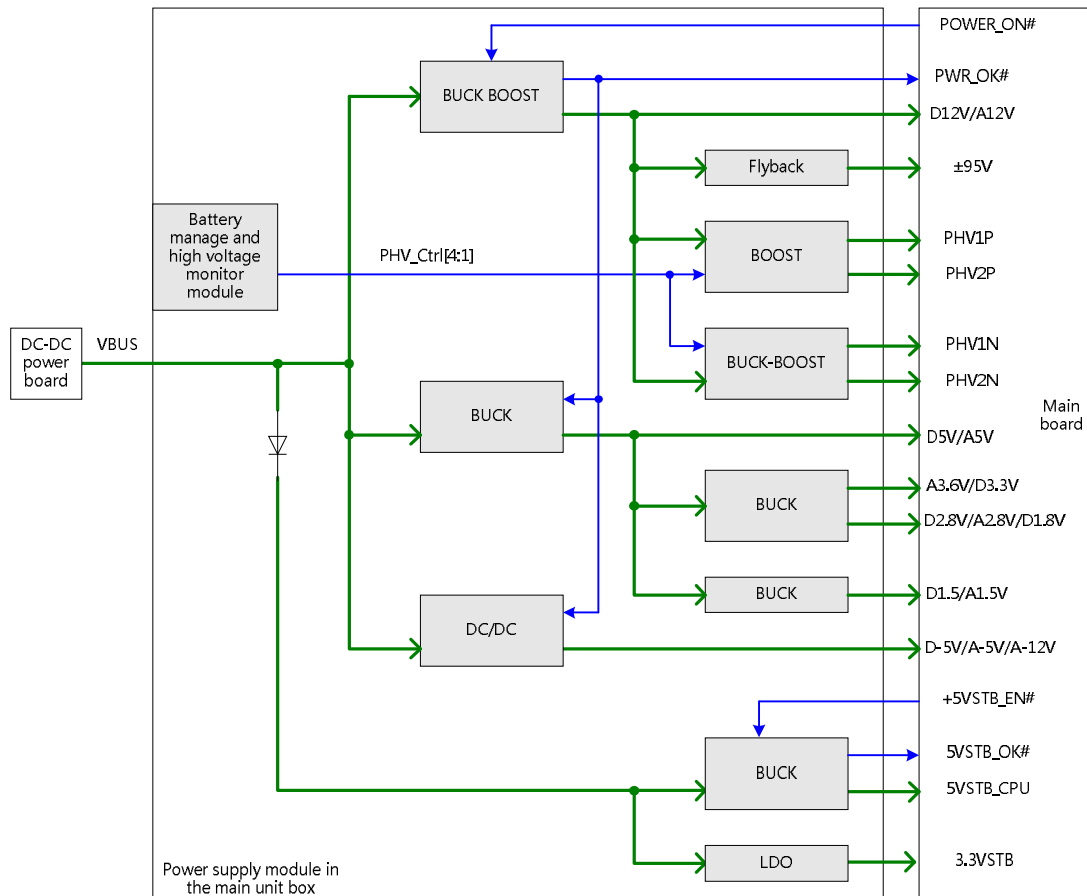 POWER_ON#
BUCK BOOST
PWR_OK#
D12V/A12V
Flyback
±95V
Battery
manage and
high voltage
monitor
module
PHV_Ctrl[4:1]
BOOST
PHV1P
PHV2P
DC-DC
power
board
VBUS
BUCK-BOOST
PHV1N
PHV2N
BUCK
D5V/A5V
Main
board
BUCK
A3.6V/D3.3V
D2.8V/A2.8V/D1.8V
BUCK
D1.5/A1.5V
DC/DC
D-5V/A-5V/A-12V
+5VSTB_EN#
BUCK
5VSTB_OK#
5VSTB_CPU
LDO
3.3VSTB
Power supply module in
the main unit box